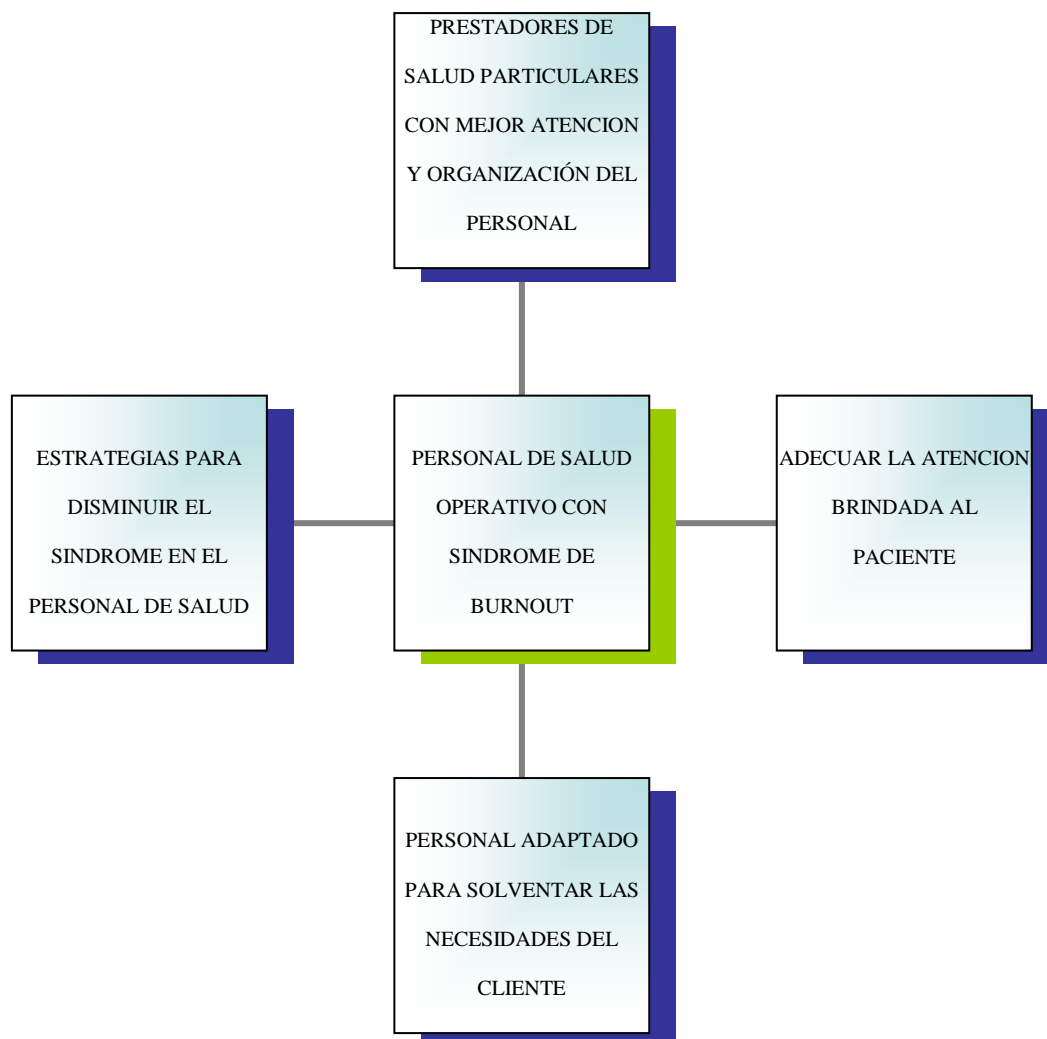 PRESTADORES DE
SALUD PARTICULARES
CON MEJOR ATENCION
Y ORGANIZACIÓN DEL
PERSONAL
ESTRATEGIAS PARA
DISMINUIR EL
SINDROME EN EL
PERSONAL DE SALUD
PERSONAL DE SALUD
OPERATIVO CON
SINDROME DE
BURNOUT
ADECUAR LA ATENCION
BRINDADA AL
PACIENTE
PERSONAL ADAPTADO
PARA SOLVENTAR LAS
NECESIDADES DEL
CLIENTE